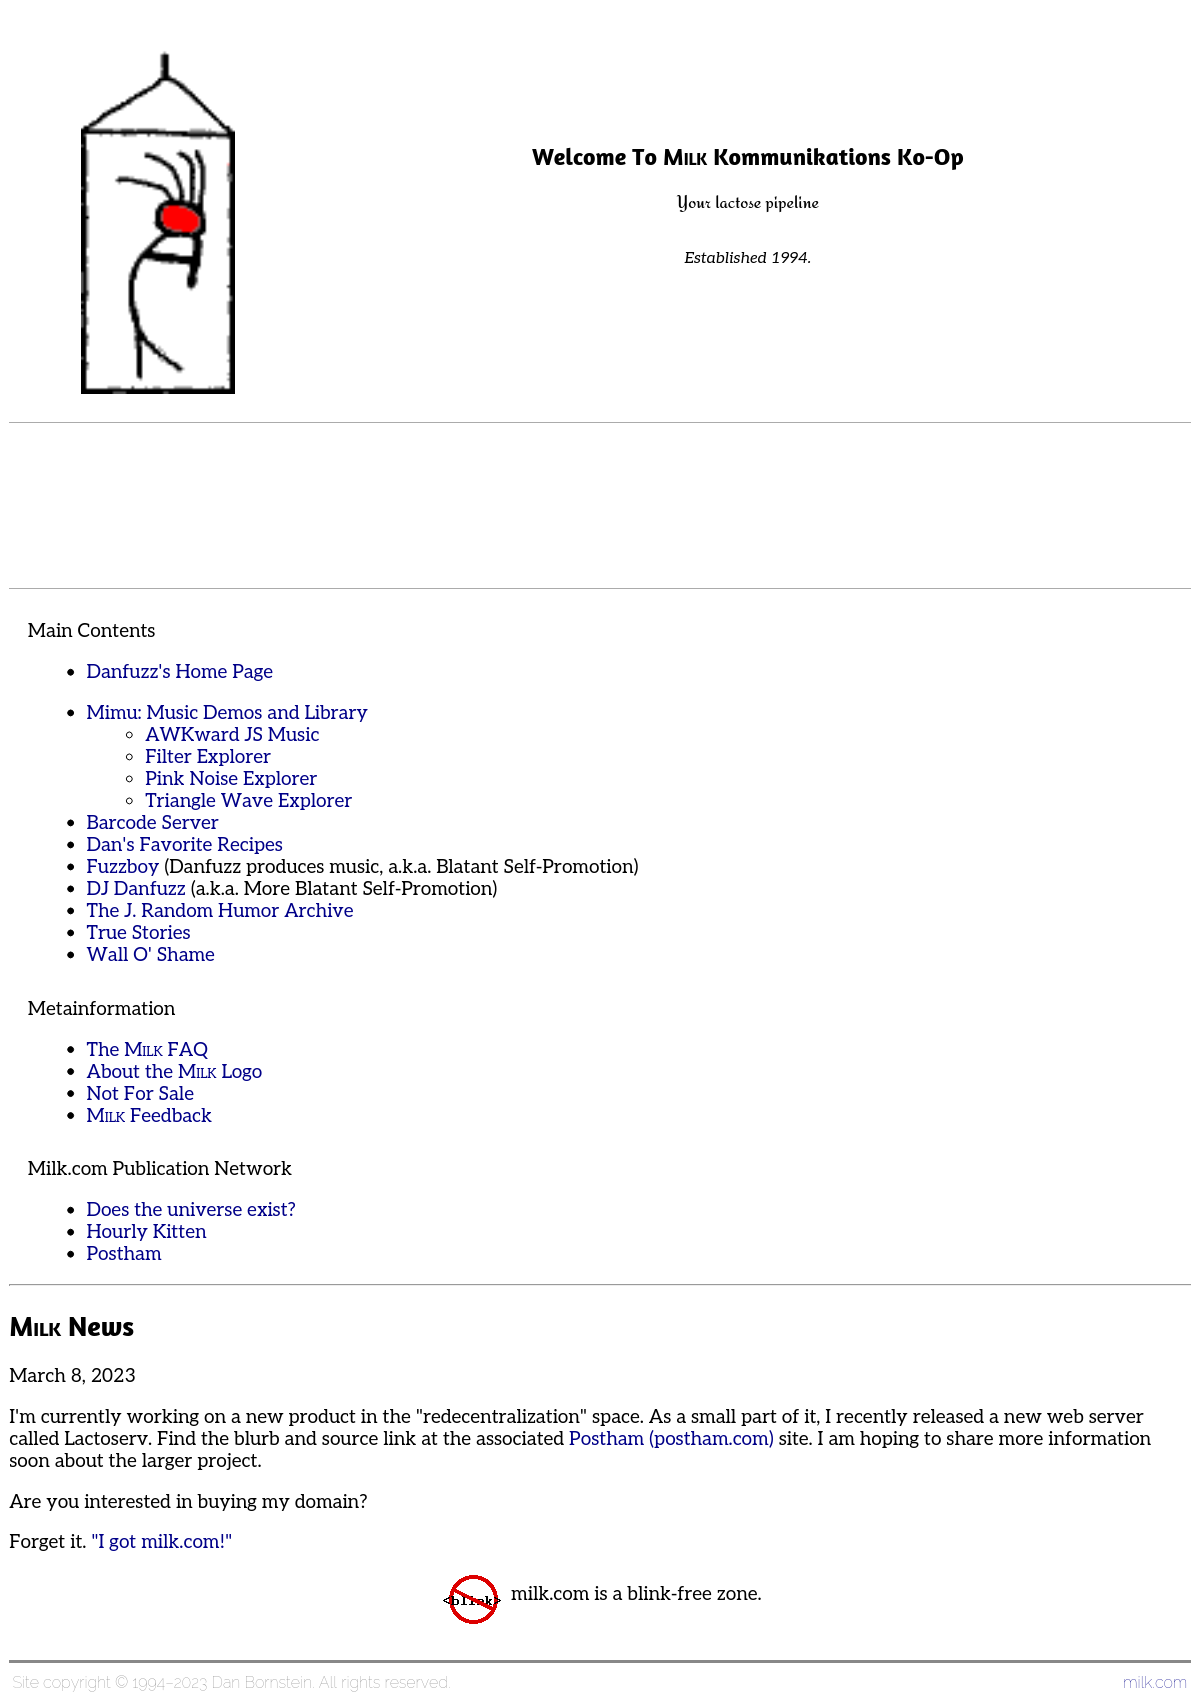 Welcome To Milk Kommunikations Ko-Op
Your lactose pipeline
Established 1994.
Main Contents
Danfuzz's Home Page
Mimu: Music Demos and Library
AWKward JS Music
Filter Explorer
Pink Noise Explorer
Triangle Wave Explorer
Barcode Server
Dan's Favorite Recipes
Fuzzboy (Danfuzz produces music, a.k.a. Blatant Self-Promotion)
DJ Danfuzz (a.k.a. More Blatant Self-Promotion)
The J. Random Humor Archive
True Stories
Wall O' Shame
Metainformation
The Milk FAQ
About the Milk Logo
Not For Sale
Milk Feedback
Milk.com Publication Network
Does the universe exist?
Hourly Kitten
Postham
Milk News
March 8, 2023
I'm currently working on a new product in the "redecentralization" space. As a small part of it, I recently released a new web server
called Lactoserv. Find the blurb and source link at the associated Postham (postham.com) site. I am hoping to share more information
soon about the larger project.
Are you interested in buying my domain?
Forget it. "I got milk.com!"
<blink> milk.com is a blink-free zone.
Site copyright © 1994–2023 Dan Bornstein. All rights reserved. milk.com